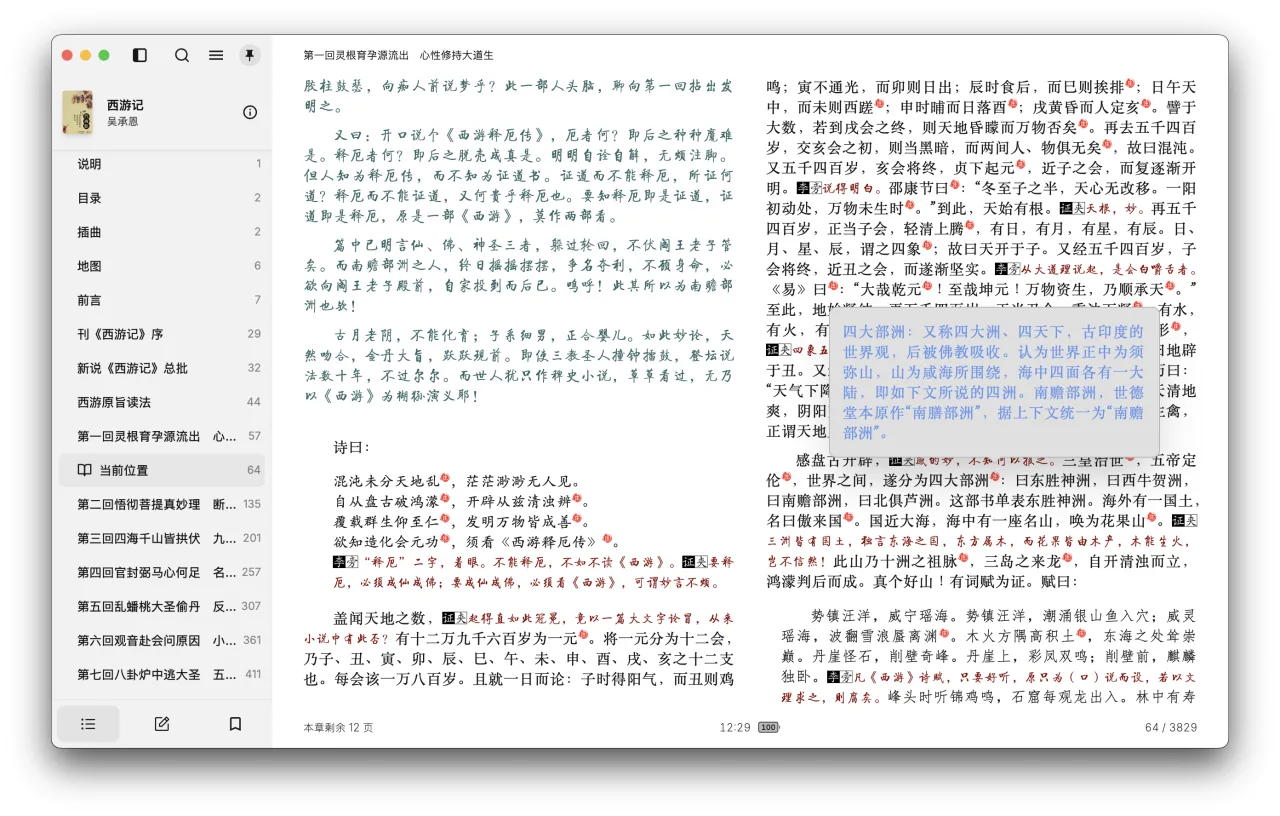 西游记
吴承恩
说明 1
目录 2
插曲 2
地图 6
前言 7
刊《西游记》序 29
新说《西游记》总批 32
西游原旨读法 44
第一回灵根育孕源流出 心... 57
当前位置 64
第二回悟彻菩提真妙理 断... 135
第三回四海千山皆拱伏 九... 201
第四回官封弼马心何足 名... 257
第五回乱蟠桃大圣偷丹 反... 307
第六回观音赴会问原因 小... 361
第七回八卦炉中逃大圣 五... 411
第一回灵根育孕源流出 心性修持大道生
胶柱鼓瑟，向痴人前说梦乎？此一部人头脑，聊向第一回拈出发
明之。
又曰：开口说个《西游释厄传》，厄者何？即后之种种魔难
是。释厄者何？即后之脱壳成真是。明明自诠自解，无烦注脚。
但人知为释厄传，而不知为证道书。证道而不能释厄，所证何
道？释厄而不能证道，又何贵乎释厄也。要知释厄即是证道，证
道即是释厄，原是一部《西游》，莫作两部看。
篇中已明言仙、佛、神圣三者，躲过轮回，不伏阎王老子管
矣。而南赡部洲之人，终日摇摇摆摆，争名夺利，不顾身命，必
欲向阎王老子殿前，自家投到而后已。呜呼！此其所以为南赡部
洲也欤！
古月老阴，不能化育；子系细男，正合婴儿。如此妙论，天
然吻合，金丹大旨，跃跃现前。即使三教圣人撞钟擂鼓，登坛说
法数十年，不过尔尔。而世人犹只作稗史小说，草草看过，无乃
以《西游》为猢狲演义耶！
诗曰：
混沌未分天地乱，茫茫渺渺无人见。
自从盘古破鸿濛，开辟从兹清浊辨。
覆载群生仰至仁，发明万物皆成善。
欲知造化会元功，须看《西游释厄传》。
李旁“释厄”二字，着眼。不能释厄，不如不读《西游》。证夹要释
厄，必须成仙成佛；要成仙成佛，必须看《西游》，可谓妙言不烦。
盖闻天地之数，证夹起得直如此冠冕，竟以一篇大文字论冒，从来
小说中有此否？有十二万九千六百岁为一元。将一元分为十二会，
乃子、丑、寅、卯、辰、巳、午、未、申、酉、戌、亥之十二支
也。每会该一万八百岁。且就一日而论：子时得阳气，而丑则鸡
本章剩余 12 页
鸣；寅不通光，而卯则日出；辰时食后，而巳则挨排；日午天
中，而未则西蹉；申时晡而日落酉；戌黄昏而人定亥。譬于
大数，若到戌会之终，则天地昏曚而万物否矣。再去五千四百
岁，交亥会之初，则当黑暗，而两间人、物俱无矣，故曰混沌。
又五千四百岁，亥会将终，贞下起元，近子之会，而复逐渐开
明。李旁说得明白。邵康节曰：“冬至子之半，天心无改移。一阳
初动处，万物未生时。”到此，天始有根。证夹天根，妙。再五千
四百岁，正当子会，轻清上腾，有日，有月，有星，有辰。日、
月、星、辰，谓之四象；故曰天开于子。又经五千四百岁，子
会将终，近丑之会，而遂渐坚实。李旁从大道理说起，是会白嚼舌者。
《易》曰：“大哉乾元！至哉坤元！万物资生，乃顺承天。”
至此，地
有水，
有火，有
形，
证夹四象五
地辟
于丑。又
曰：
“天气下降
天清地
爽，阴阳
生禽，
正谓天地
四大部洲：又称四大洲、四天下，古印度的
世界观，后被佛教吸收。认为世界正中为须
弥山，山为咸海所围绕，海中四面各有一大
陆，即如下文所说的四洲。南赡部洲，世德
堂本原作“南膳部洲”，据上下文统一为“南赡
部洲”。
感盘古开辟，三皇治世，五帝定
伦，世界之间，遂分为四大部洲：曰东胜神洲，曰西牛贺洲，
曰南赡部洲，曰北俱芦洲。这部书单表东胜神洲。海外有一国土，
名曰傲来国。国近大海，海中有一座名山，唤为花果山。证夹
三洲皆有国土，独言东海之国，东方属木，而花果皆由木产，木能生火，
岂不信然！此山乃十洲之祖脉，三岛之来龙，自开清浊而立，
鸿濛判后而成。真个好山！有词赋为证。赋曰：
势镇汪洋，威宁瑶海。势镇汪洋，潮涌银山鱼入穴；威灵
瑶海，波翻雪浪蜃离渊。木火方隅高积土，东海之处耸崇
巅。丹崖怪石，削壁奇峰。丹崖上，彩凤双鸣；削壁前，麒麟
独卧。李旁凡《西游》诗赋，只要好听，原只为（口）说而设，若以文
理求之，则腐矣。峰头时听锦鸡鸣，石窟每观龙出入。林中有寿
12:29
100
64 / 3829